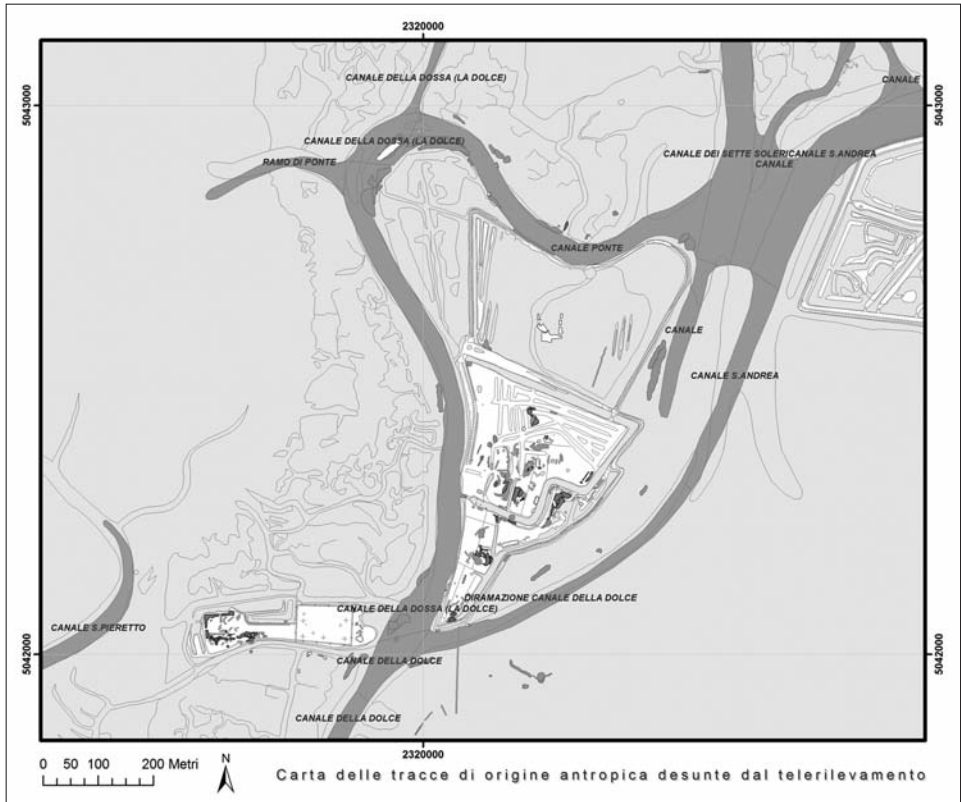 2320000
CANALE DELLA DOSSA (LA DOLCE)
CANALE
5043000
5043000
CANALE DELLA DOSSA (LA DOLCE)
RAMO DI PONTE
CANALE DEI SETTE SOLERICANALE S.ANDREA
CANALE
CANALE PONTE
CANALE
CANALE S.ANDREA
DIRAMAZIONE CANALE DELLA DOLCE
CANALE DELLA DOSSA (LA DOLCE)
CANALE S.PIERETTO
5042000
5042000
CANALE DELLA DOLCE
CANALE DELLA DOLCE
2320000
0 50 100 200 Metri
N
Carta delle tracce di origine antropica desunte dal telerilevamento